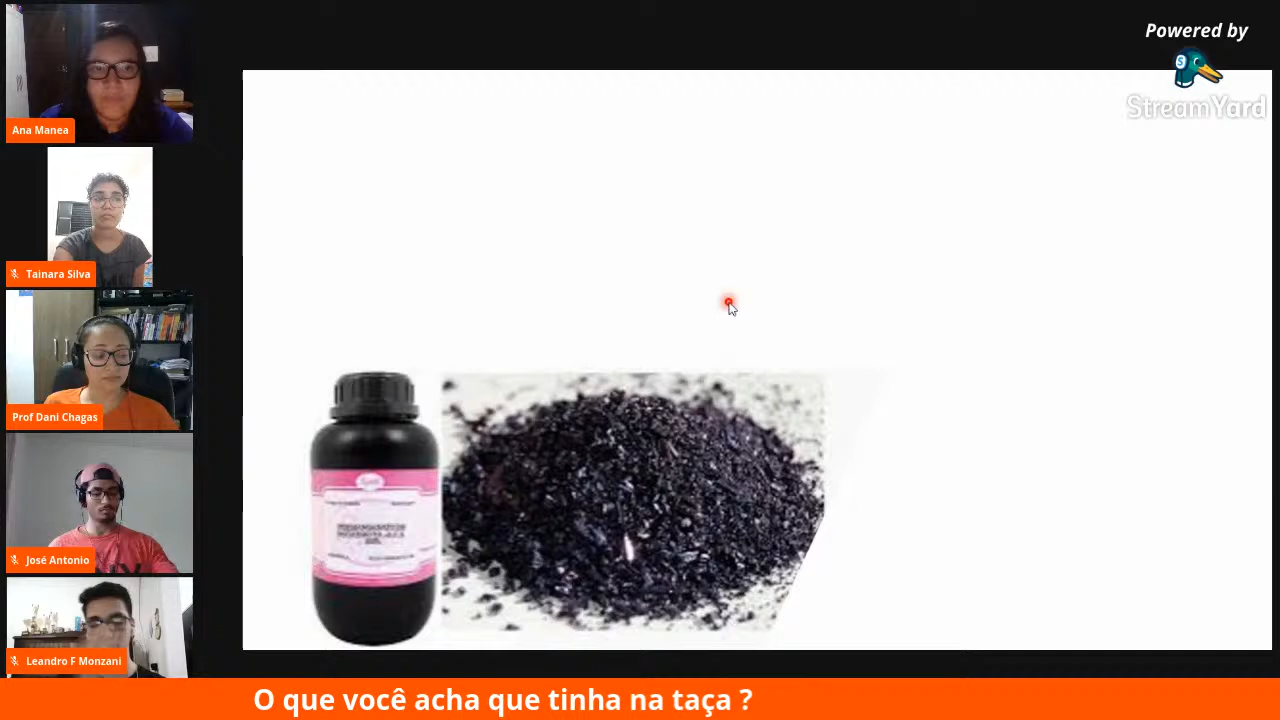 Powered by
StreamYard
Ana Manea
Tainara Silva
Prof Dani Chagas
José Antonio
Leandro F Monzani
O que você acha que tinha na taça ?